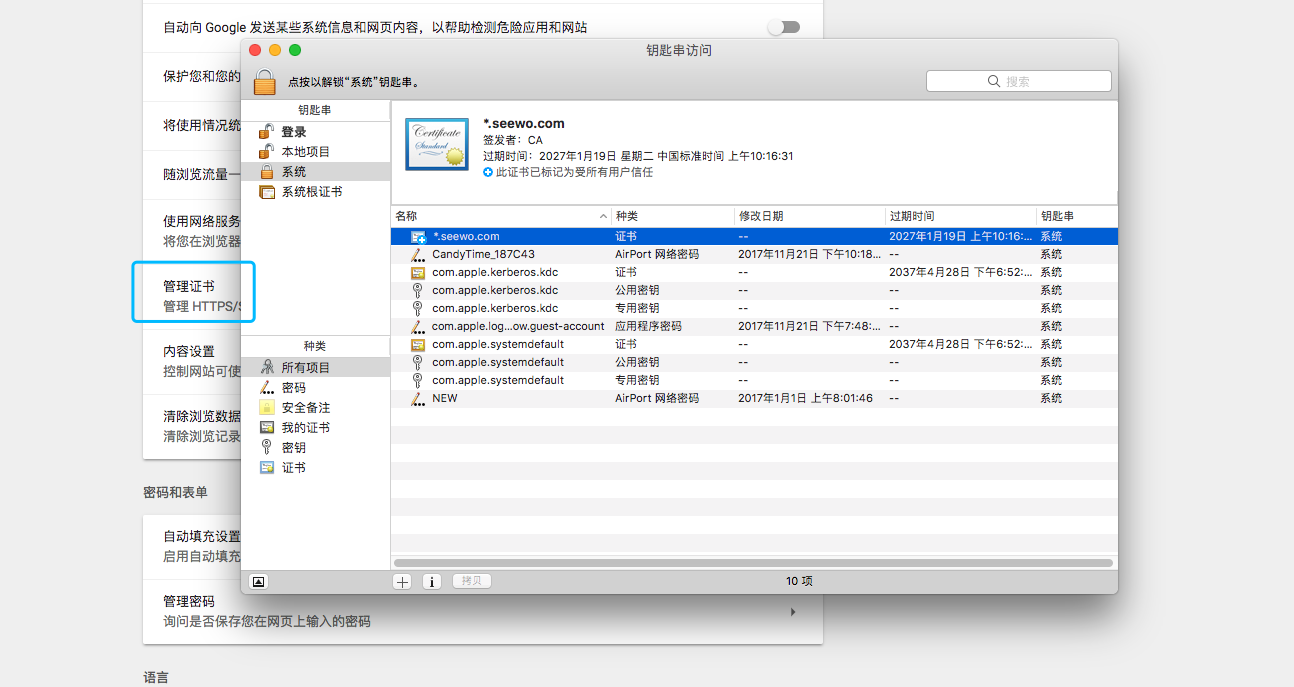 自动向 Google 发送某些系统信息和网页内容，以帮助检测危险应用和网站
保护您和您的
将使用情况统
随浏览流量一
使用网络服务
将您在浏览器
管理证书
管理 HTTPS/S
内容设置
控制网站可使
清除浏览数据
清除浏览记录
密码和表单
自动填充设置
启用自动填充
管理密码
询问是否保存您在网页上输入的密码
语言
钥匙串访问
点按以解锁“系统”钥匙串。
搜索
钥匙串
登录
本地项目
系统
系统根证书
种类
所有项目
密码
安全备注
我的证书
密钥
证书
Certificate
Standard
*.seewo.com
签发者：CA
过期时间：2027年1月19日 星期二 中国标准时间 上午10:16:31
此证书已标记为受所有用户信任
名称 种类 修改日期 过期时间 钥匙串
*.seewo.com 证书 -- 2027年1月19日 上午10:16:... 系统
CandyTime_187C43 AirPort 网络密码 2017年11月21日 下午10:18... -- 系统
com.apple.kerberos.kdc 证书 -- 2037年4月28日 下午6:52:... 系统
com.apple.kerberos.kdc 公用密钥 -- -- 系统
com.apple.kerberos.kdc 专用密钥 -- -- 系统
com.apple.log...ow.guest-account 应用程序密码 2017年11月21日 下午7:48:... -- 系统
com.apple.systemdefault 证书 -- 2037年4月28日 下午6:52:... 系统
com.apple.systemdefault 公用密钥 -- -- 系统
com.apple.systemdefault 专用密钥 -- -- 系统
NEW AirPort 网络密码 2017年1月1日 上午8:01:46 -- 系统
拷贝
10 项